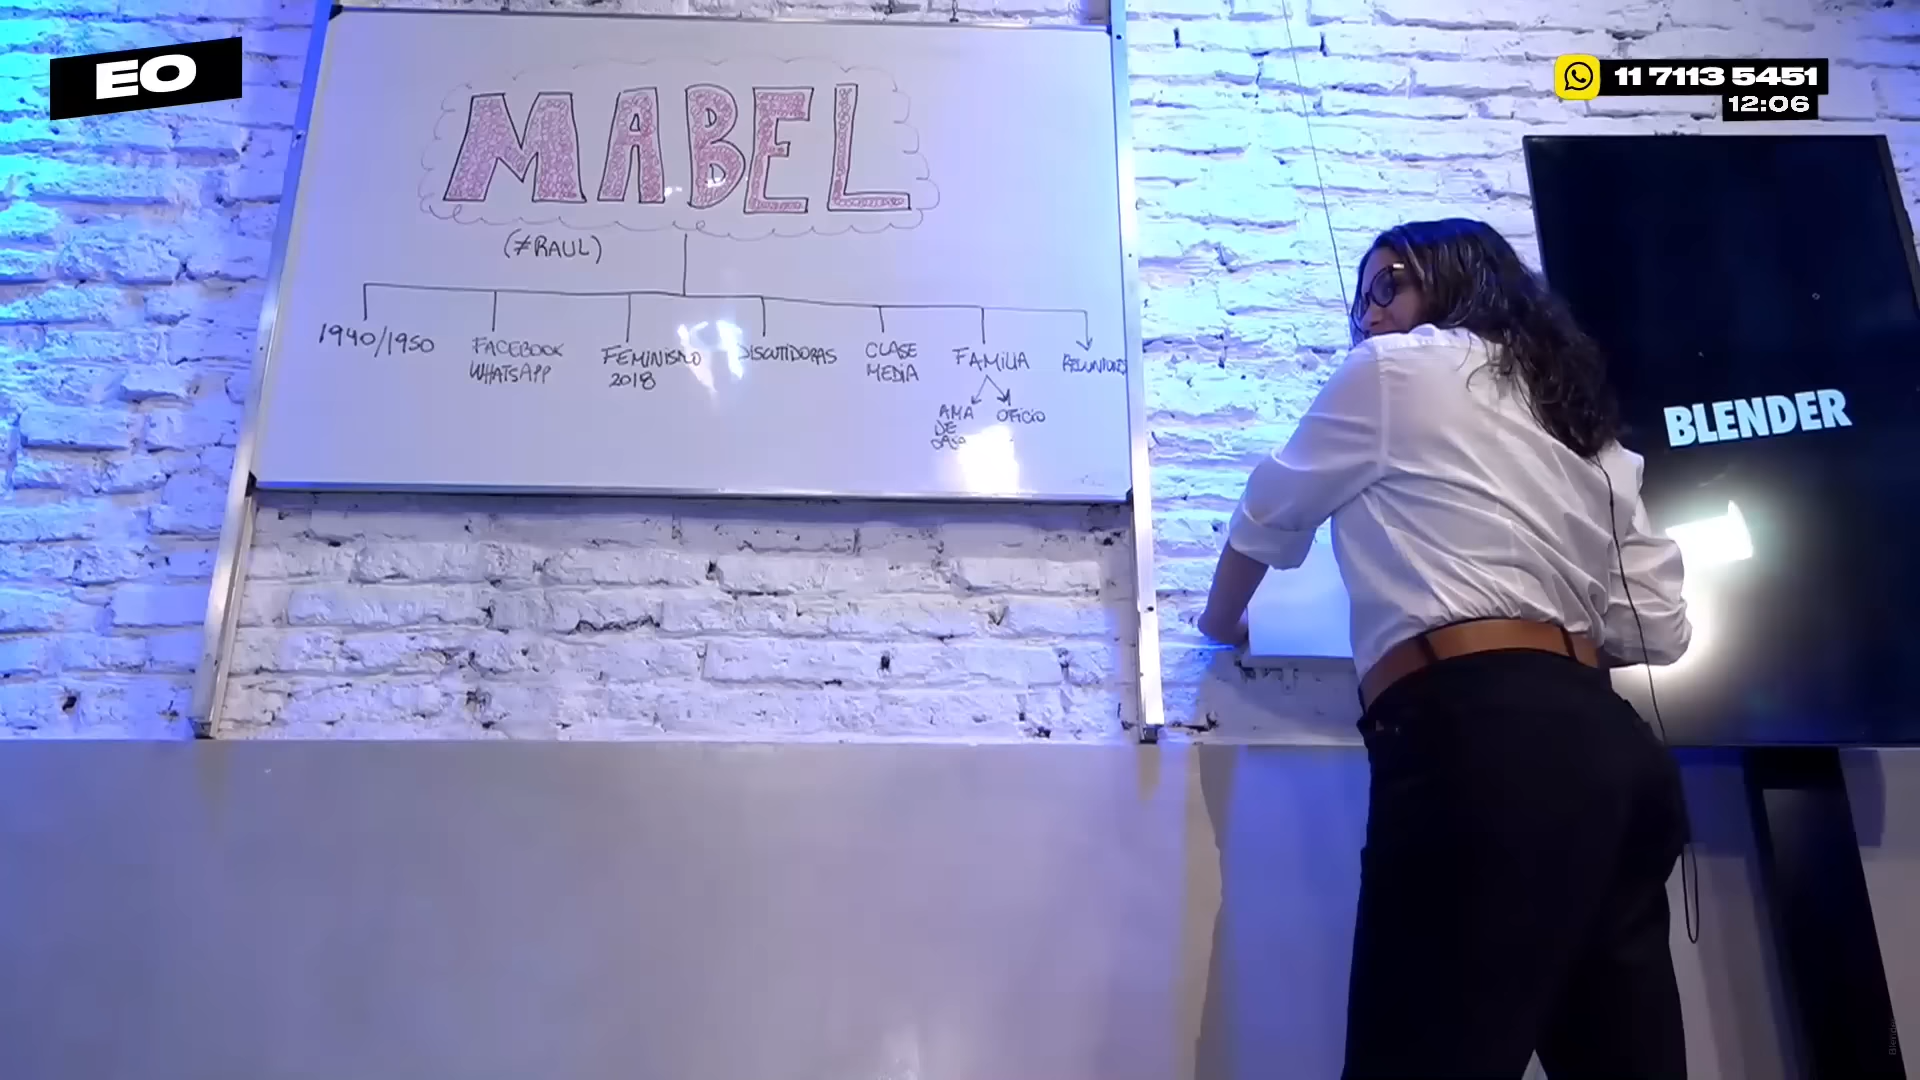 EO
11 7113 5451
12:06
MABEL
(≠RAUL)
1940/1950
FACEBOOK
WHATSAPP
FEMINISMO
2018
DISCUTIDORAS
CLASE
MEDIA
FAMILIA
AMA
DE
CASA
OFICIO
REUNIONES
BLENDER